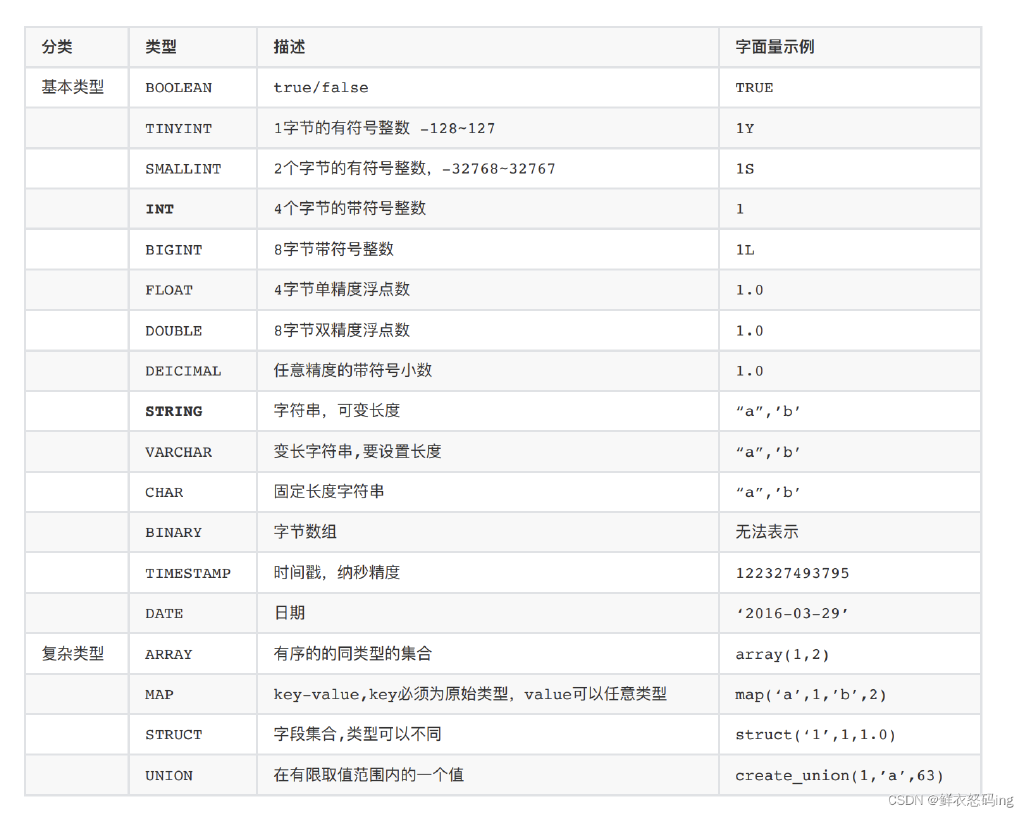 分类 类型 描述 字面量示例
基本类型 BOOLEAN true/false TRUE
TINYINT 1字节的有符号整数 -128~127 1Y
SMALLINT 2个字节的有符号整数，-32768~32767 1S
INT 4个字节的带符号整数 1
BIGINT 8字节带符号整数 1L
FLOAT 4字节单精度浮点数 1.0
DOUBLE 8字节双精度浮点数 1.0
DEICIMAL 任意精度的带符号小数 1.0
STRING 字符串，可变长度 “a”,’b’
VARCHAR 变长字符串,要设置长度 “a”,’b’
CHAR 固定长度字符串 “a”,’b’
BINARY 字节数组 无法表示
TIMESTAMP 时间戳，纳秒精度 122327493795
DATE 日期 ‘2016-03-29’
复杂类型 ARRAY 有序的的同类型的集合 array(1,2)
MAP key-value,key必须为原始类型，value可以任意类型 map(‘a’,1,’b’,2)
STRUCT 字段集合,类型可以不同 struct(‘1’,1,1.0)
UNION 在有限取值范围内的一个值 create_union(1,’a’,63)
CSDN @鲜衣怒码ing